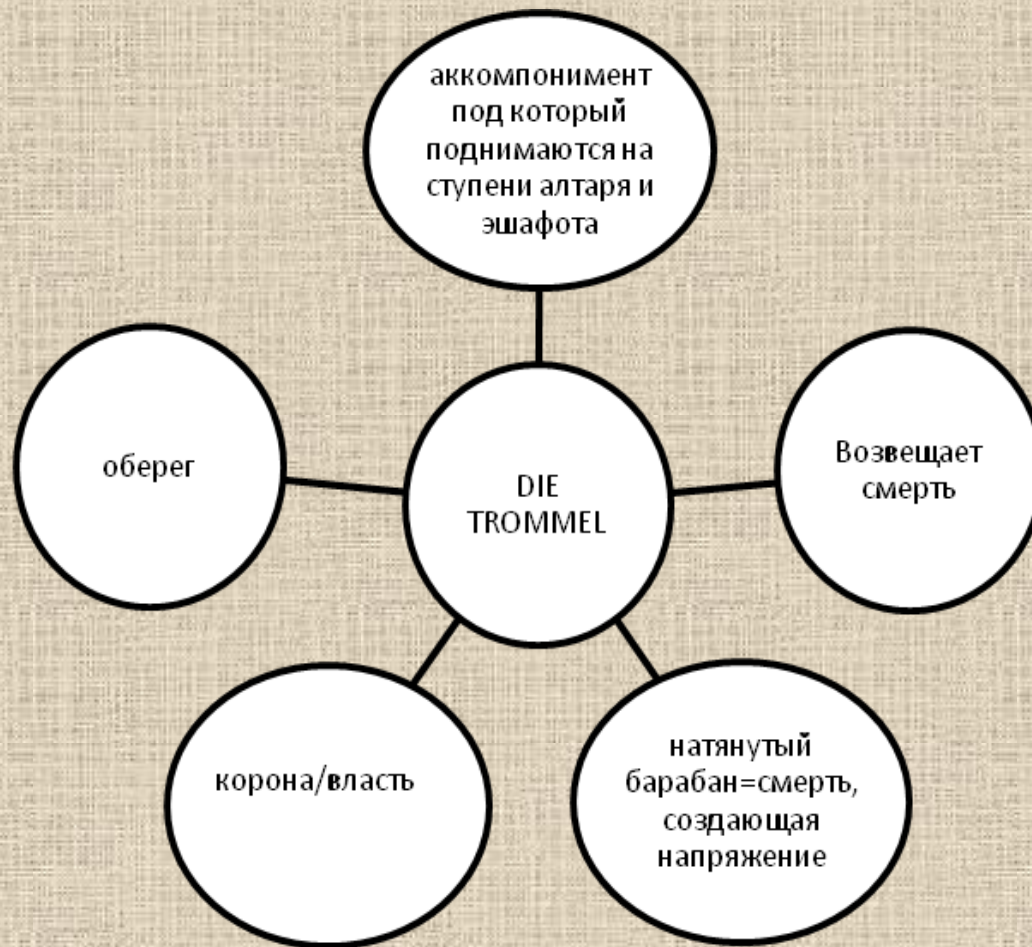 аккомпонимент
под который
поднимаются на
ступени алтаря и
эшафота
оберег
DIE
TROMMEL
Возвещает
смерть
корона/власть
натянутый
барабан=смерть,
создающая
напряжение